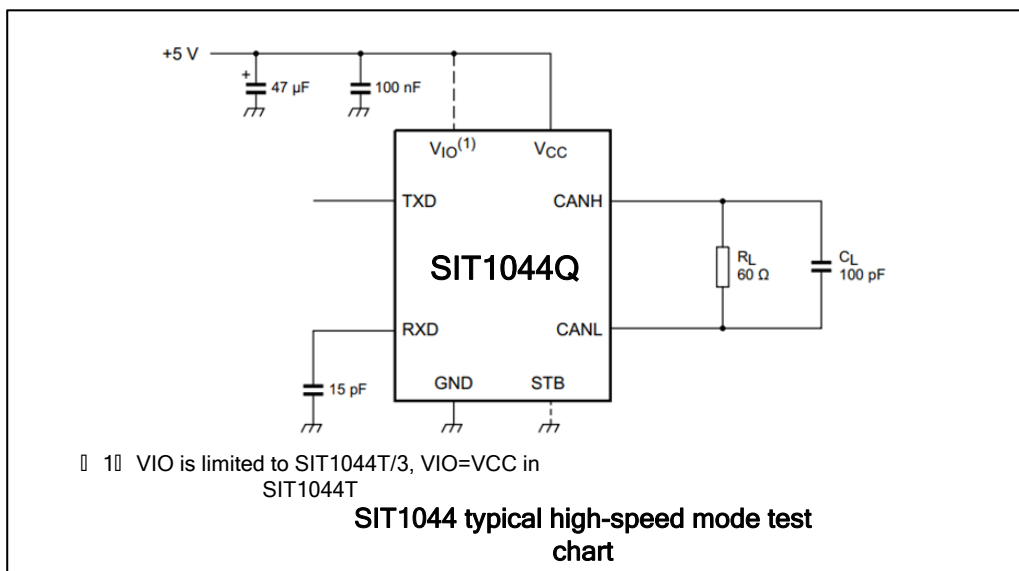 +5 V
+
47 µF
100 nF
VIO(1)
VCC
TXD
CANH
SIT1044Q
RL
60 Ω
CL
100 pF
RXD
CANL
15 pF
GND
STB
1 VIO is limited to SIT1044T/3, VIO=VCC in
SIT1044T
SIT1044 typical high-speed mode test
chart